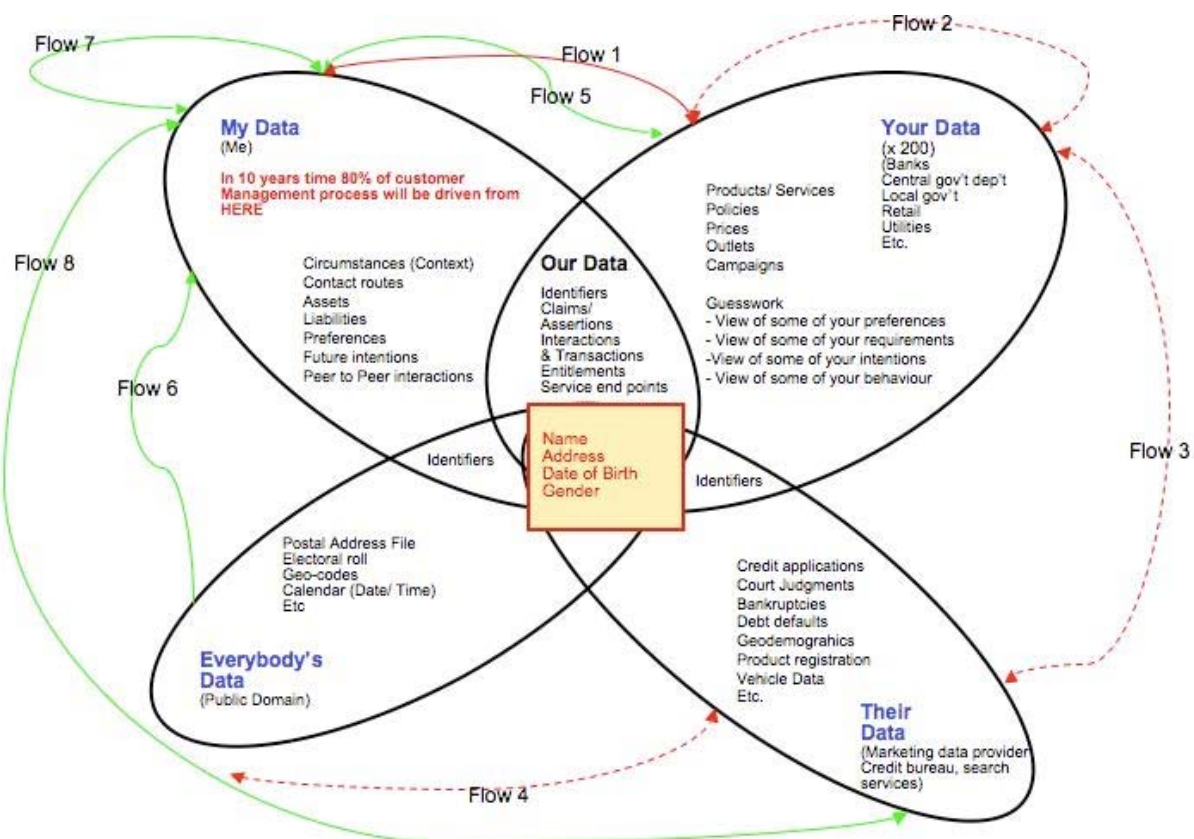 Flow 7
Flow 1
Flow 2
Flow 5
My Data
(Me)
In 10 years time 80% of customer
Management process will be driven from
HERE
Your Data
(x 200)
(Banks
Central gov't dep't
Local gov't
Retail
Utilities
Etc.
Products/ Services
Policies
Prices
Outlets
Campaigns
Guesswork
- View of some of your preferences
- View of some of your requirements
-View of some of your intentions
- View of some of your behaviour
Flow 8
Circumstances (Context)
Contact routes
Assets
Liabilities
Preferences
Future intentions
Peer to Peer interactions
Our Data
Identifiers
Claims/
Assertions
Interactions
& Transactions
Entitlements
Service end points
Flow 6
Flow 3
Identifiers
Name
Address
Date of Birth
Gender
Identifiers
Postal Address File
Electoral roll
Geo-codes
Calendar (Date/ Time)
Etc
Everybody's
Data
(Public Domain)
Credit applications
Court Judgments
Bankruptcies
Debt defaults
Geodemograhics
Product registration
Vehicle Data
Etc.
Their
Data
(Marketing data provider
Credit bureau, search
services)
Flow 4